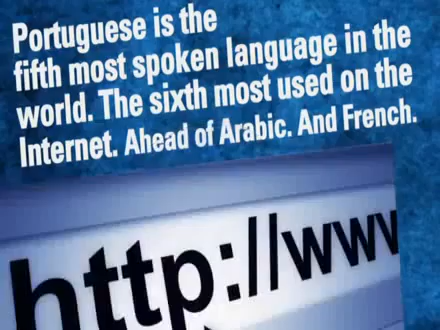 Portuguese is the
fifth most spoken language in the
world. The sixth most used on the
Internet. Ahead of Arabic. And French.
http://www